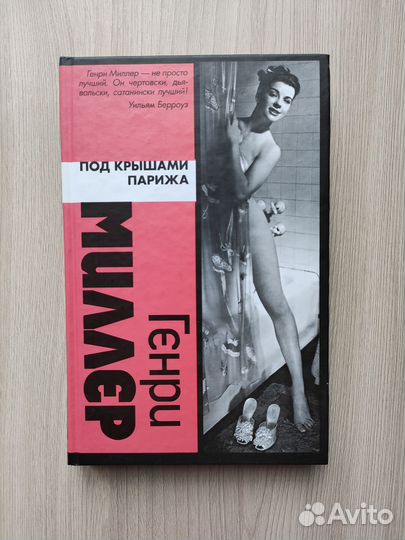 Генри Миллер — не просто
лучший. Он чертовски, дья-
вольски, сатанински лучший!
Уильям Берроуз
ПОД КРЫШАМИ
ПАРИЖА
Генри
МИЛЛЕР
Avito